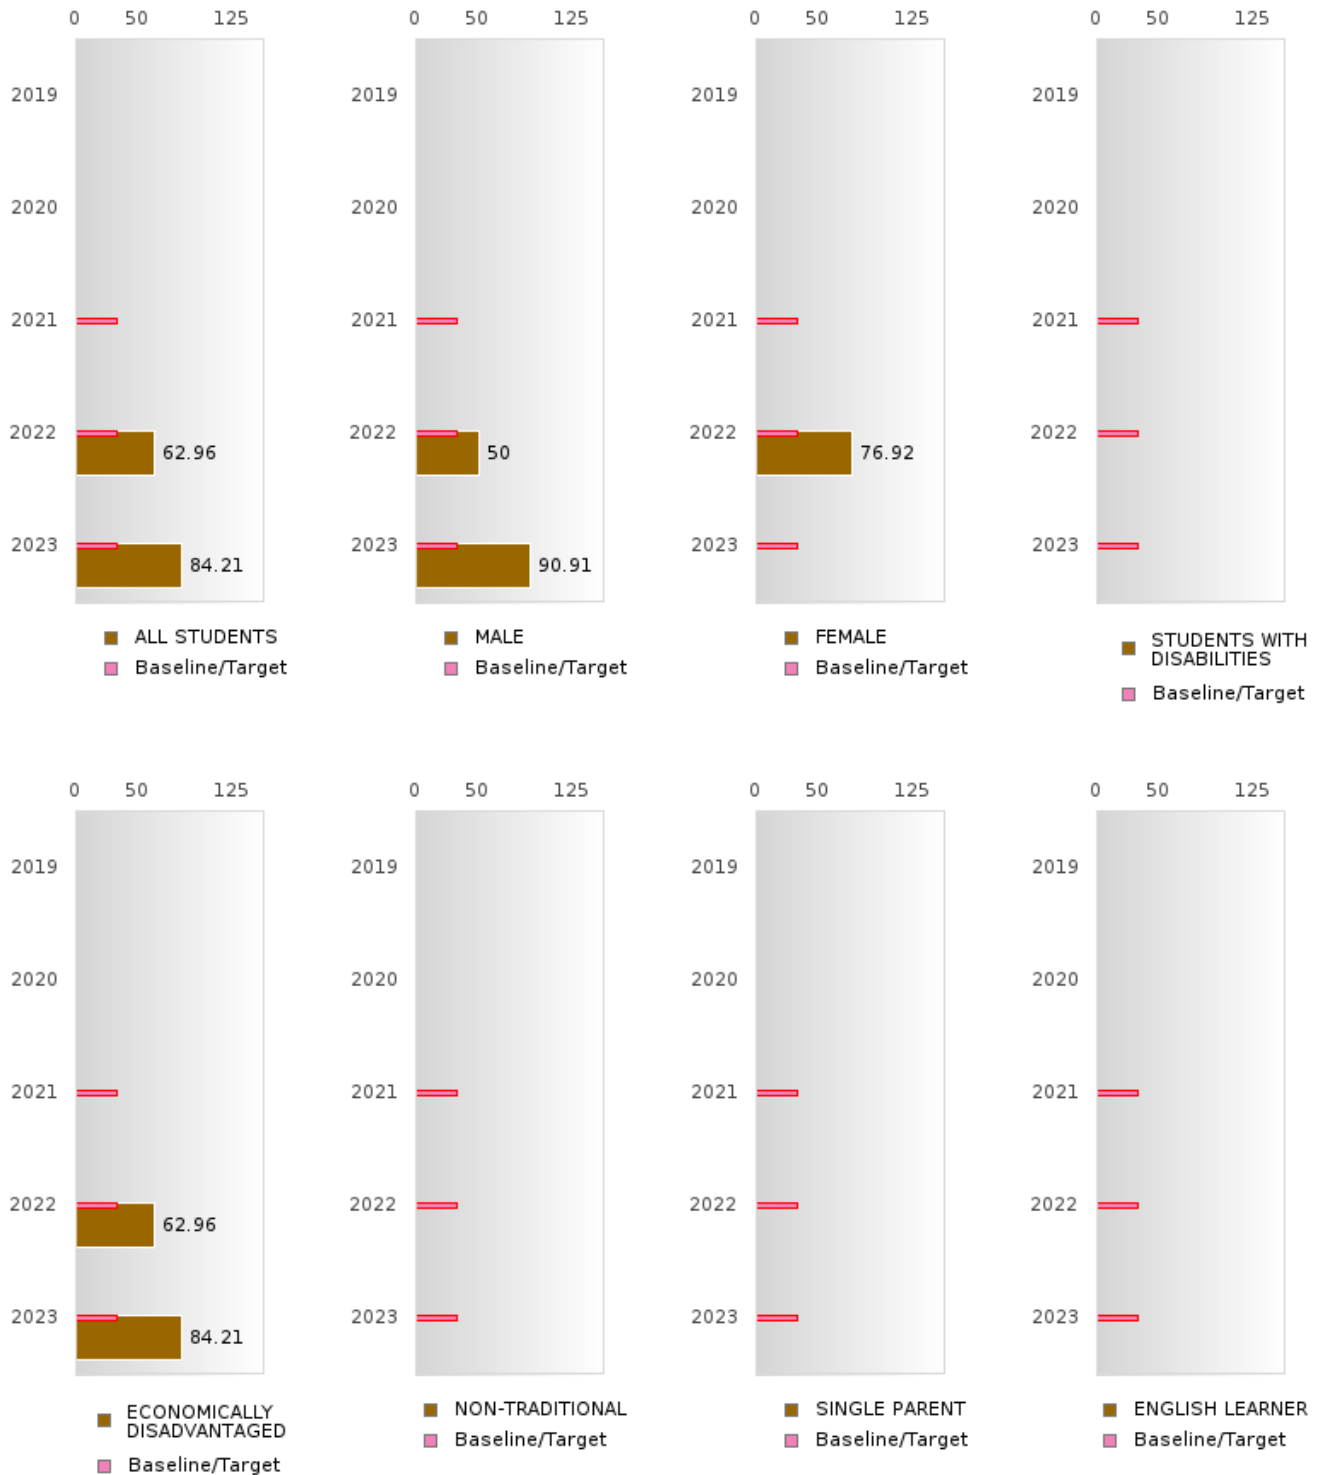 0 50 125 0 50 125 0 50 125 0 50 125
2019 2019 2019 2019
2020 2020 2020 2020
2021 2021 2021 2021
2022 62.96 2022 50 2022 76.92 2022
2023 84.21 2023 90.91 2023 2023
ALL STUDENTS MALE FEMALE STUDENTS WITH
DISABILITIES
Baseline/Target Baseline/Target Baseline/Target Baseline/Target
0 50 125 0 50 125 0 50 125 0 50 125
2019 2019 2019 2019
2020 2020 2020 2020
2021 2021 2021 2021
2022 62.96 2022 2022 2022
2023 84.21 2023 2023 2023
ECONOMICALLY NON-TRADITIONAL SINGLE PARENT ENGLISH LEARNER
DISADVANTAGED
Baseline/Target Baseline/Target Baseline/Target Baseline/Target